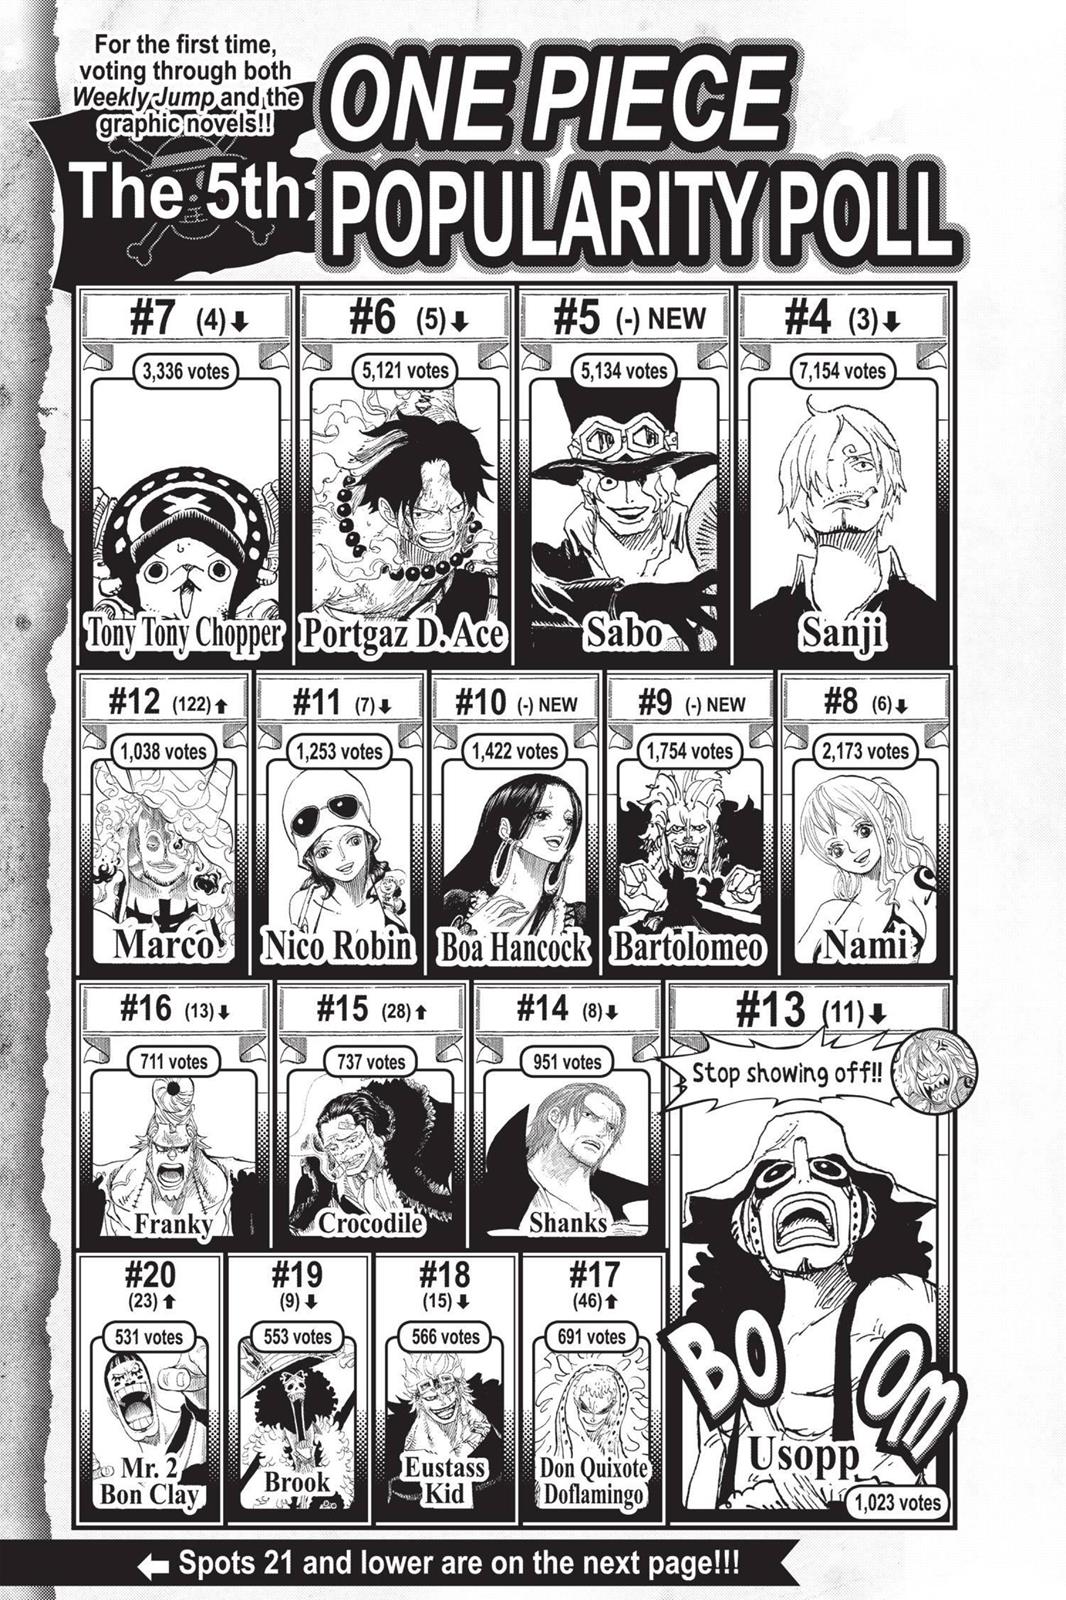 For the first time,
voting through both
Weekly Jump and the
graphic novels!!
The 5th
ONE PIECE
POPULARITY POLL
#7 (4)⬇
3,336 votes
Tony Tony Chopper
#6 (5)⬇
5,121 votes
Portgaz D. Ace
#5 (-) NEW
5,134 votes
Sabo
#4 (3)⬇
7,154 votes
Sanji
#12 (122)⬆
1,038 votes
Marco
#11 (7)⬇
1,253 votes
Nico Robin
#10 (-) NEW
1,422 votes
Boa Hancock
#9 (-) NEW
1,754 votes
Bartolomeo
#8 (6)⬇
2,173 votes
Nami
#16 (13)⬇
711 votes
Franky
#15 (28)⬆
737 votes
Crocodile
#14 (8)⬇
951 votes
Shanks
#13 (11)⬇
Stop showing off!!
BOOM
Usopp
1,023 votes
#20
(23)⬆
531 votes
Mr. 2
Bon Clay
#19
(9)⬇
553 votes
Brook
#18
(15)⬇
566 votes
Eustass
Kid
#17
(46)⬆
691 votes
Don Quixote
Doflamingo
⬅ Spots 21 and lower are on the next page!!!